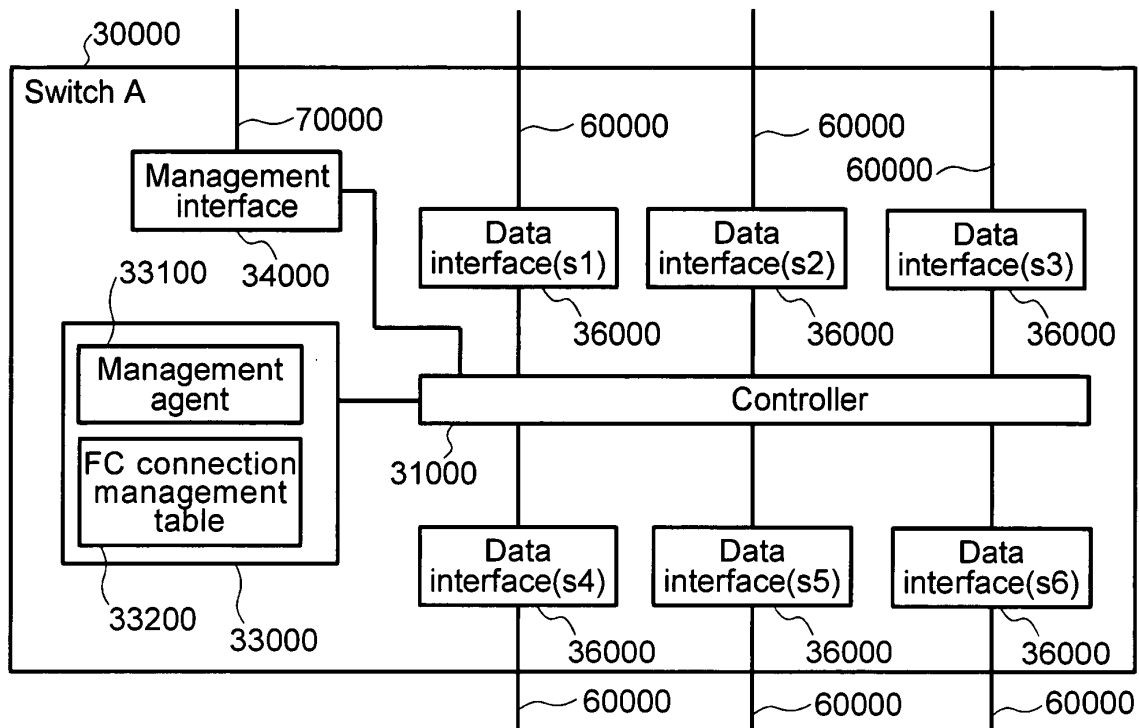 30000
Switch A
70000
60000
60000
60000
Management
interface
34000
Data
interface(s1)
36000
Data
interface(s2)
36000
Data
interface(s3)
36000
33100
Management
agent
FC connection
management
table
33200
33000
Controller
31000
Data
interface(s4)
36000
Data
interface(s5)
36000
Data
interface(s6)
36000
60000
60000
60000